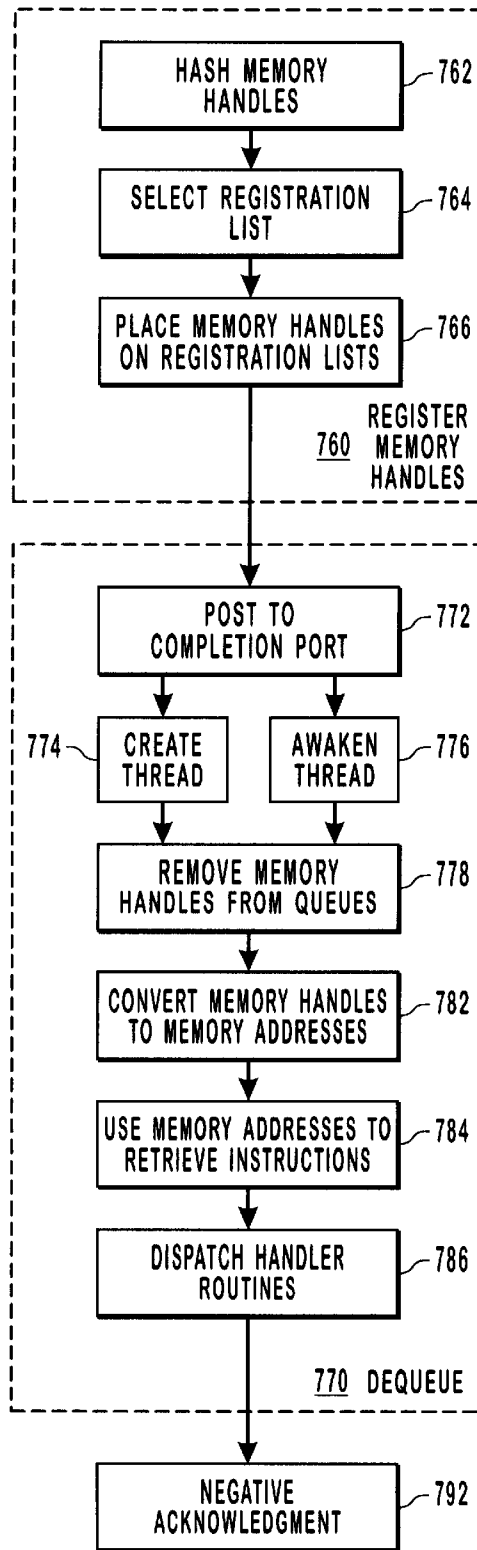 HASH MEMORY
HANDLES
762
SELECT REGISTRATION
LIST
764
PLACE MEMORY HANDLES
ON REGISTRATION LISTS
766
760 REGISTER
MEMORY
HANDLES
POST TO
COMPLETION PORT
772
774
CREATE
THREAD
AWAKEN
THREAD
776
REMOVE MEMORY
HANDLES FROM QUEUES
778
CONVERT MEMORY HANDLES
TO MEMORY ADDRESSES
782
USE MEMORY ADDRESSES TO
RETRIEVE INSTRUCTIONS
784
DISPATCH HANDLER
ROUTINES
786
770 DEQUEUE
NEGATIVE
ACKNOWLEDGMENT
792